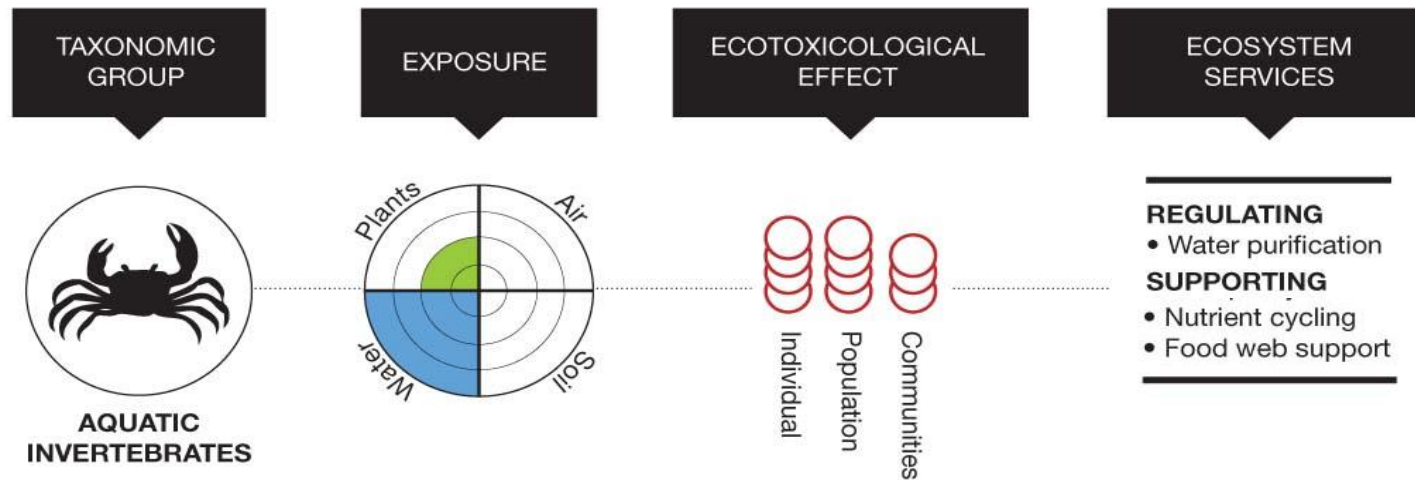 TAXONOMIC
GROUP
EXPOSURE
ECOTOXICOLOGICAL
EFFECT
ECOSYSTEM
SERVICES
AQUATIC
INVERTEBRATES
Plants
Air
Water
Soil
Individual
Population
Communities
REGULATING
• Water purification
SUPPORTING
• Nutrient cycling
• Food web support